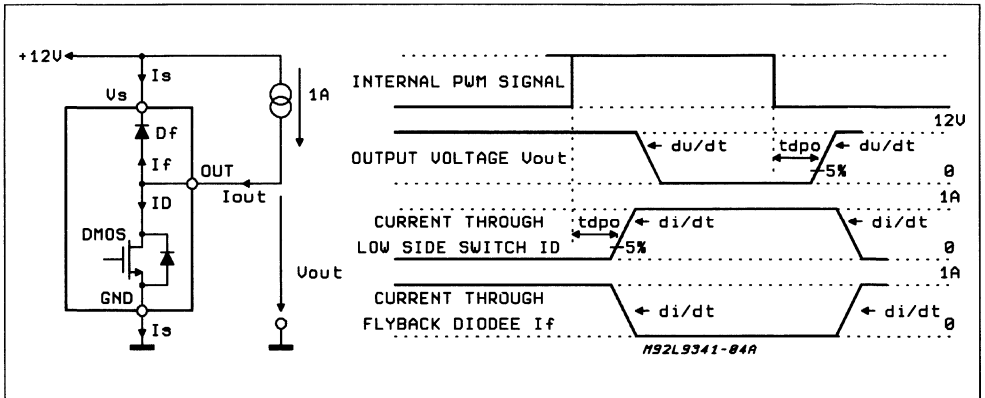 +12V
Is
Vs
1A
Df
If
OUT
Iout
ID
DMOS
GND
Vout
Is
INTERNAL PWM SIGNAL
12V
OUTPUT VOLTAGE Vout
du/dt
tdpo
du/dt
5%
0
1A
CURRENT THROUGH
LOW SIDE SWITCH ID
tdpo
di/dt
5%
di/dt
0
1A
CURRENT THROUGH
FLYBACK DIODEE If
di/dt
di/dt
0
M92L9341-04A